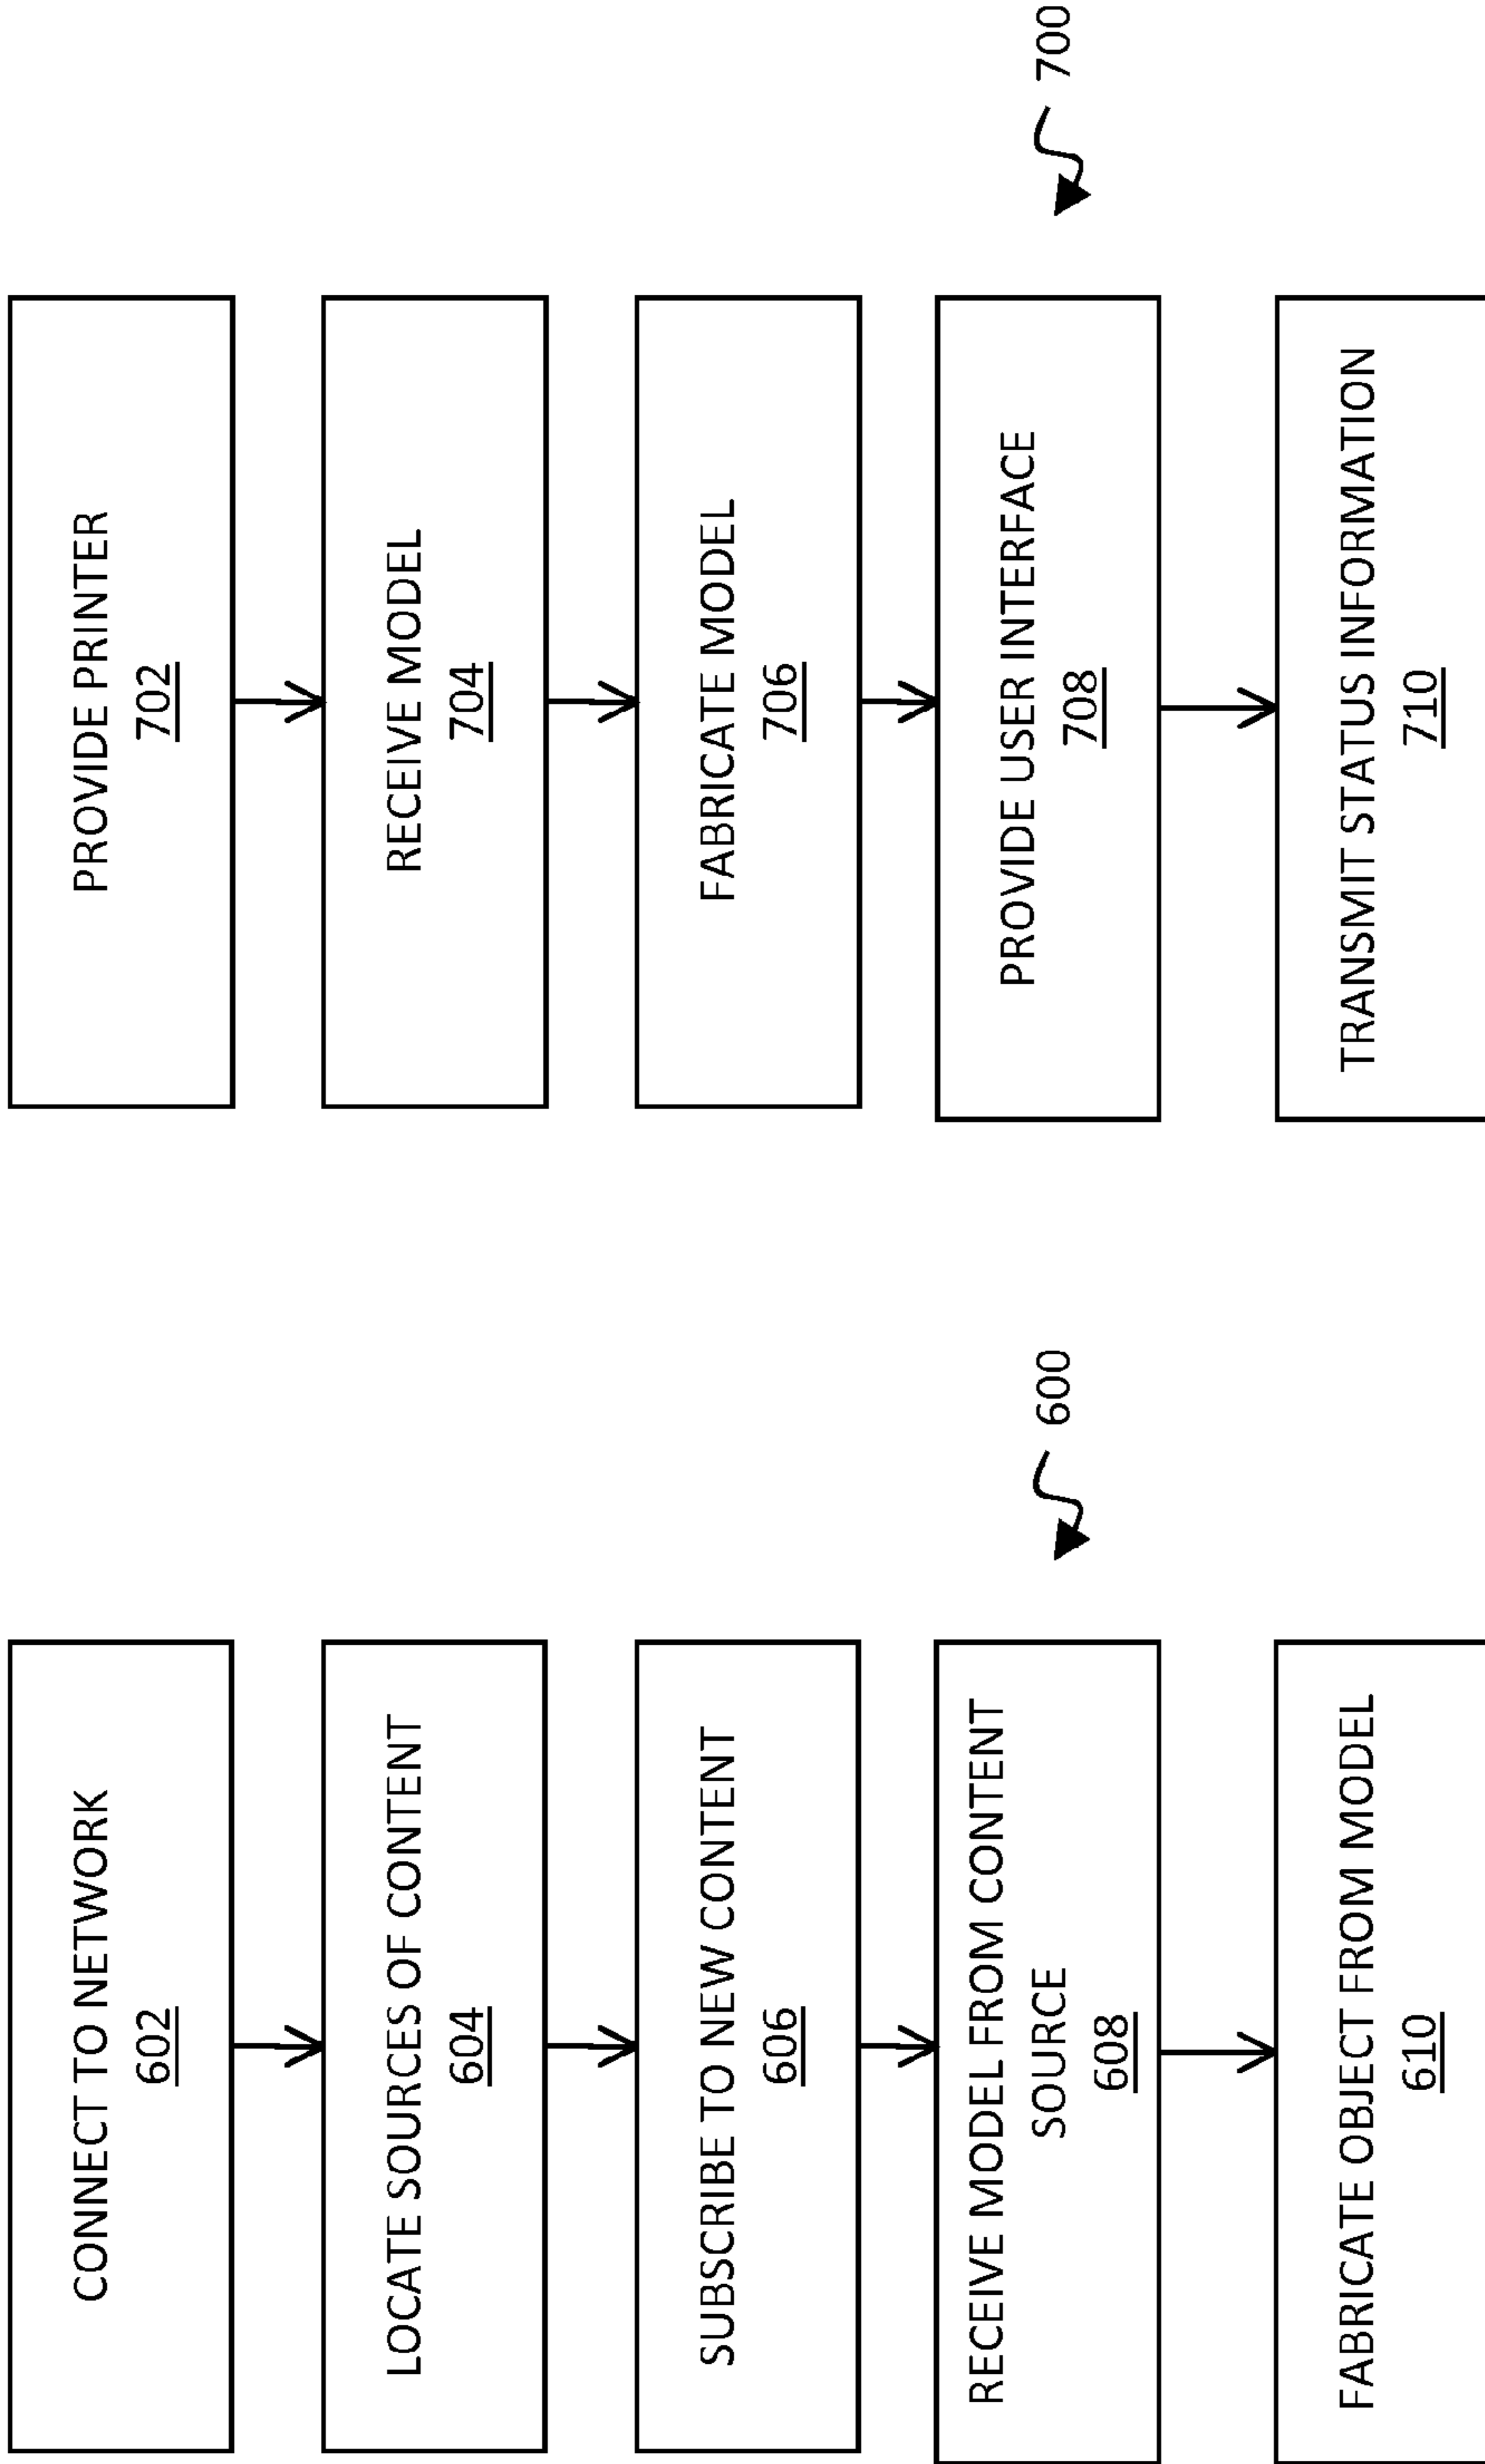 CONNECT TO NETWORK
602
LOCATE SOURCES OF CONTENT
604
SUBSCRIBE TO NEW CONTENT
606
RECEIVE MODEL FROM CONTENT
SOURCE
608
FABRICATE OBJECT FROM MODEL
610
600
PROVIDE PRINTER
702
RECEIVE MODEL
704
FABRICATE MODEL
706
PROVIDE USER INTERFACE
708
TRANSMIT STATUS INFORMATION
710
700